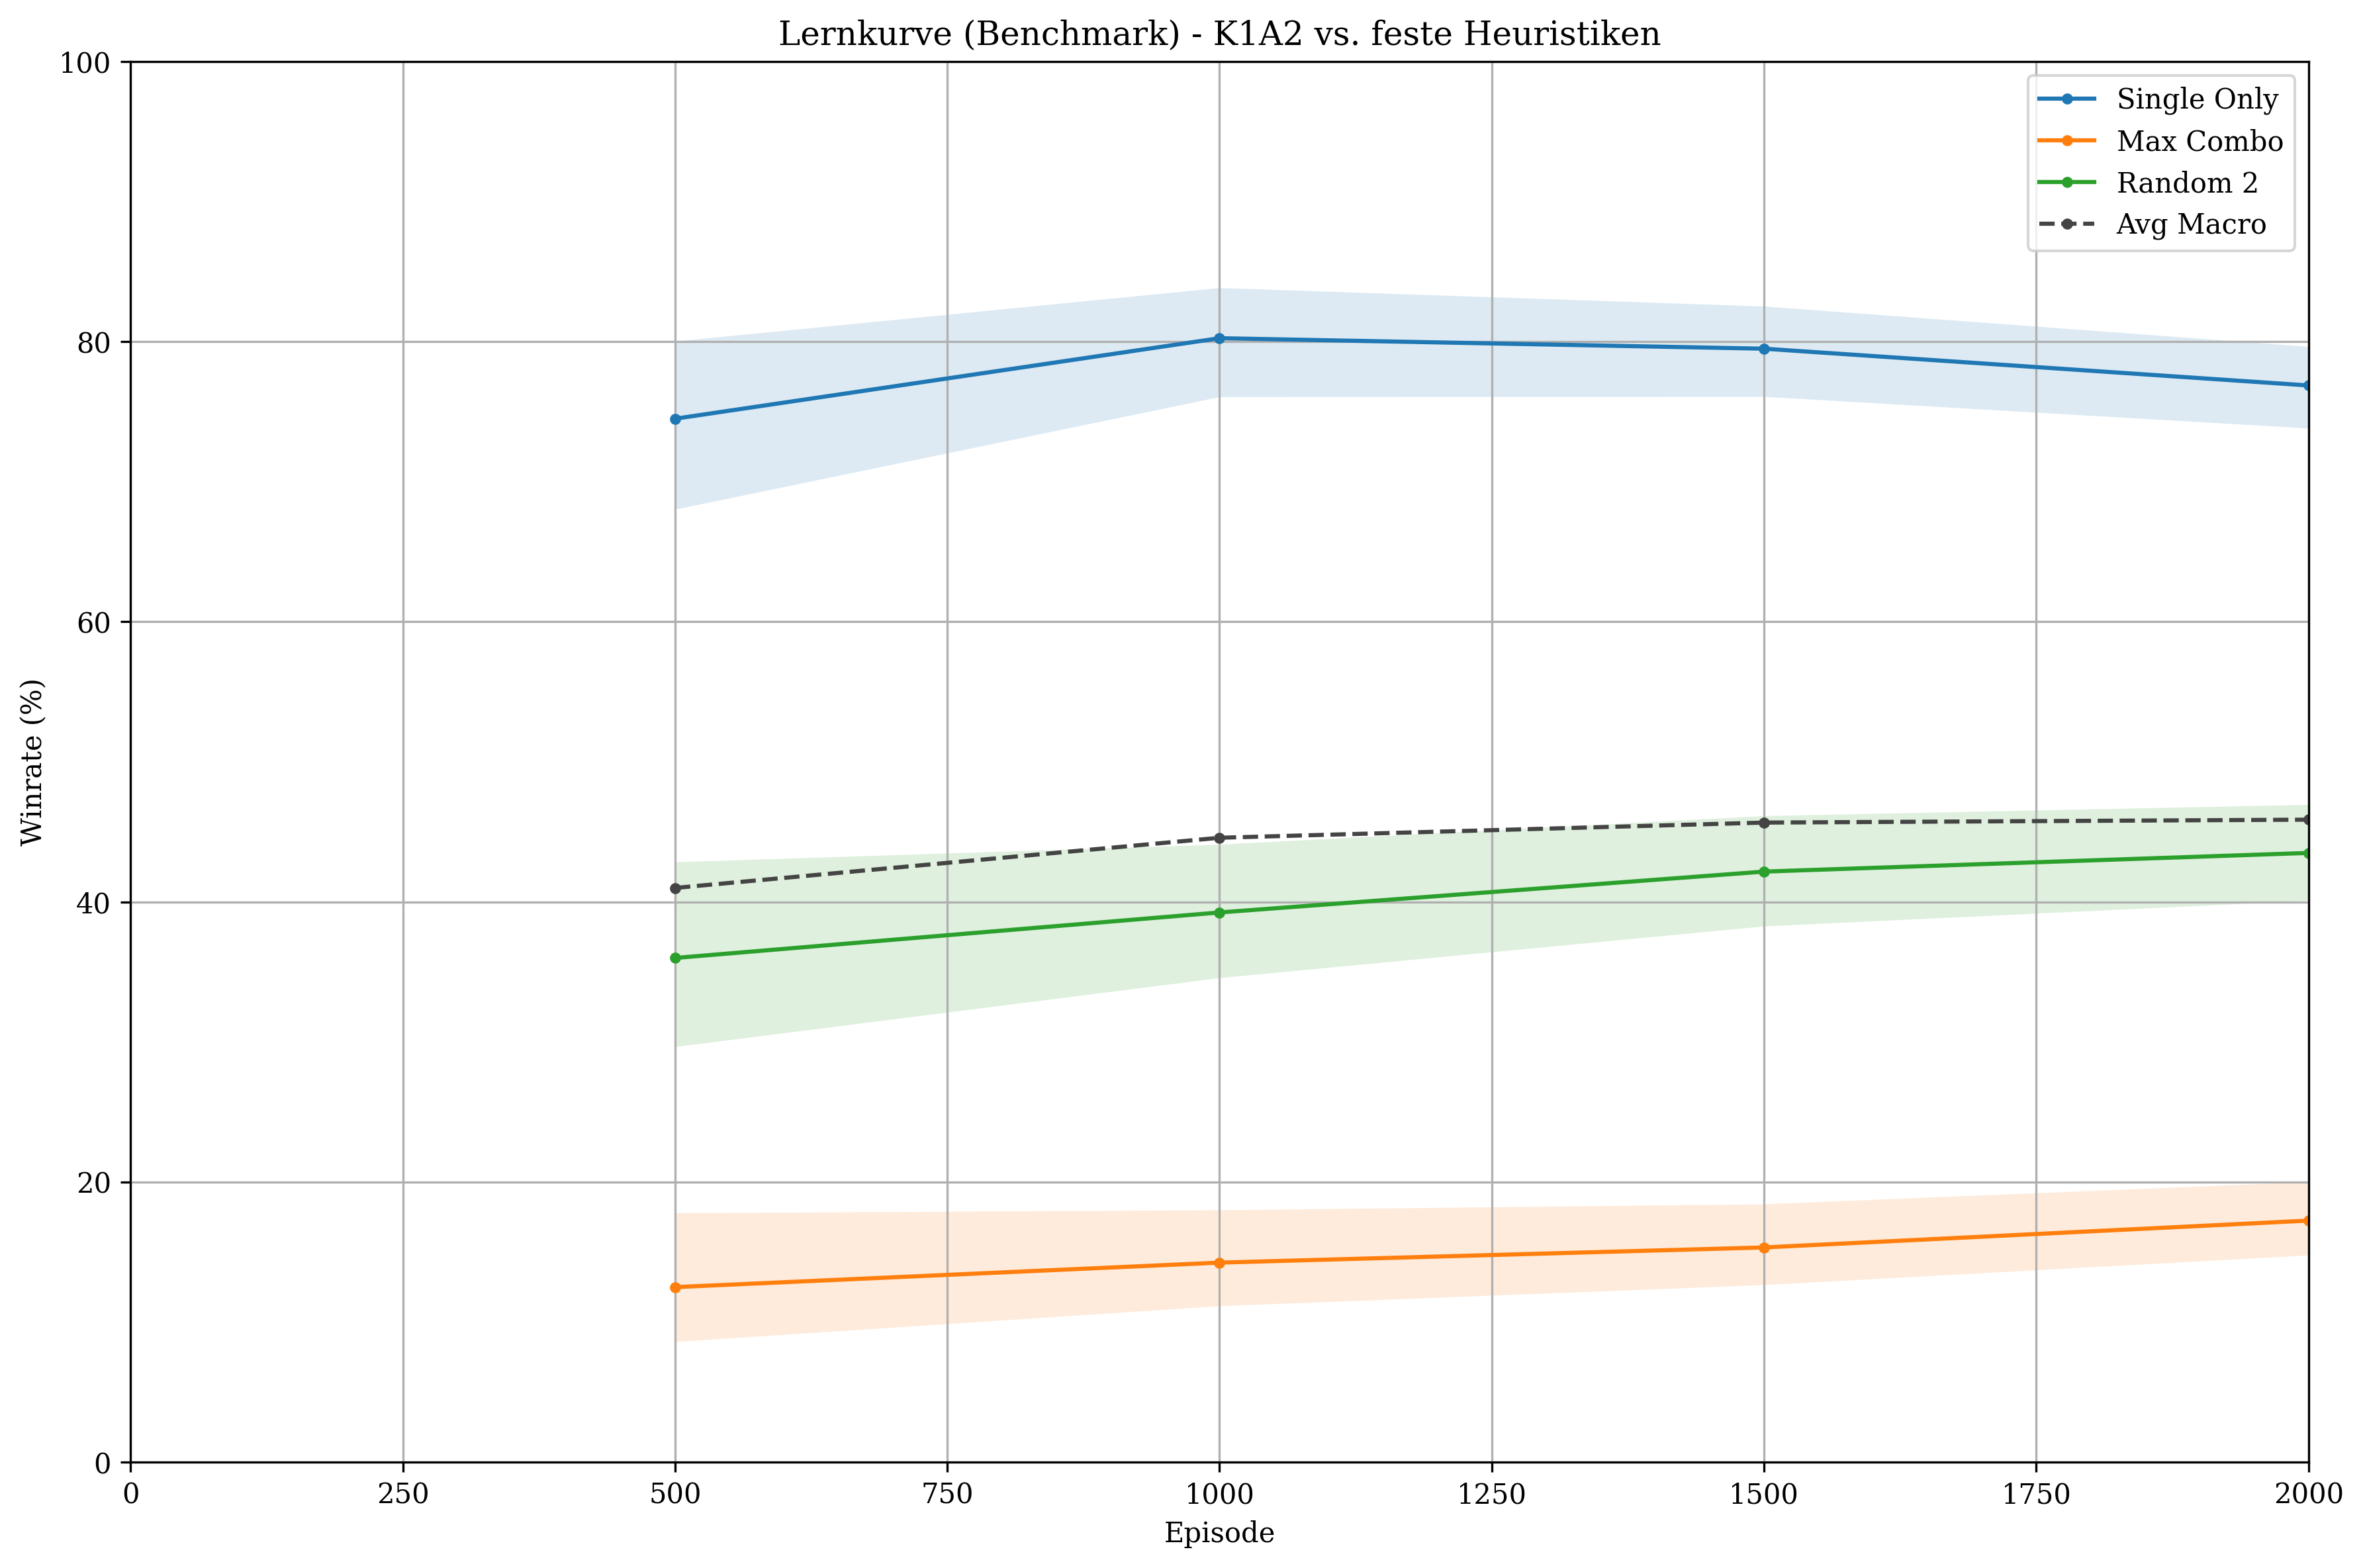 Lernkurve (Benchmark) - K1A2 vs. feste Heuristiken
100
80
60
40
20
0
Winrate (%)
Single Only
Max Combo
Random 2
Avg Macro
0 250 500 750 1000 1250 1500 1750 2000
Episode